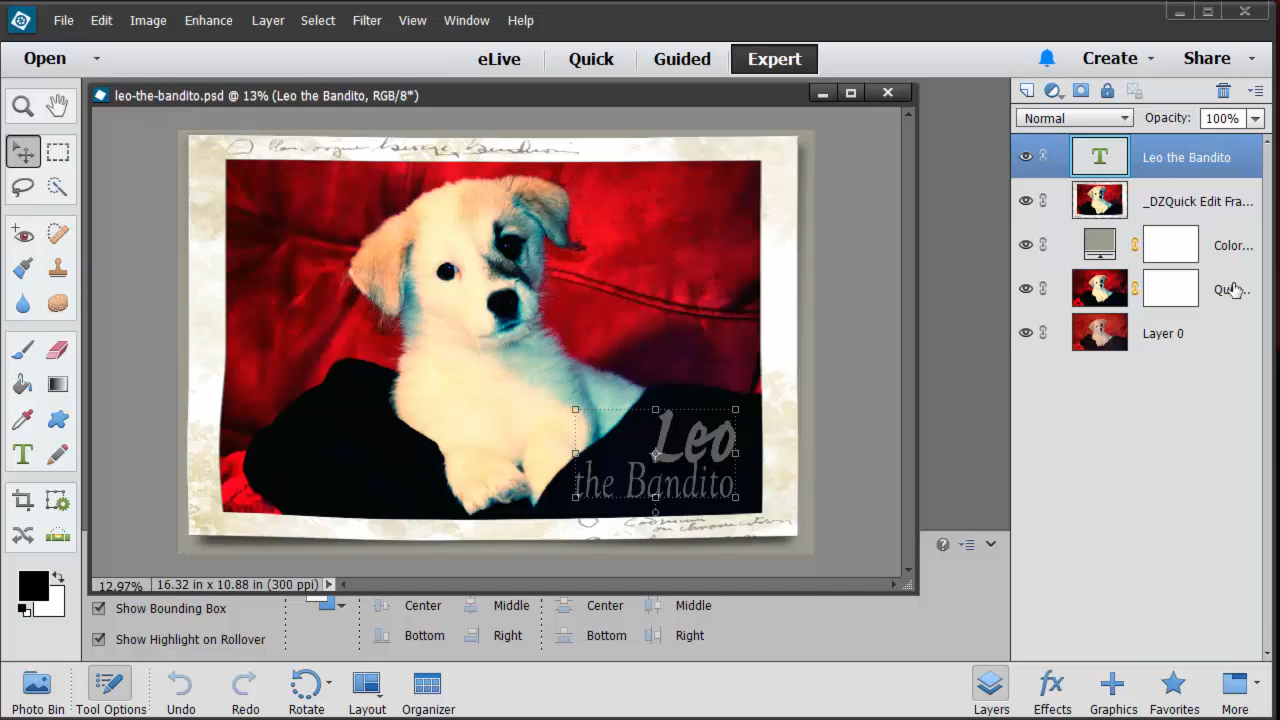 File Edit Image Enhance Layer Select Filter View Window Help
Open eLive Quick Guided Expert Create Share
leo-the-bandito.psd @ 13% (Leo the Bandito, RGB/8*)
Normal Opacity: 100%
T Leo the Bandito
_DZQuick Edit Fra...
Color...
Layer 0
Leo
the Bandito
12.97% 16.32 in x 10.88 in (300 ppi)
Show Bounding Box Center Middle Center Middle
Show Highlight on Rollover Bottom Right Bottom Right
Photo Bin Tool Options Undo Redo Rotate Layout Organizer Layers Effects Graphics Favorites More